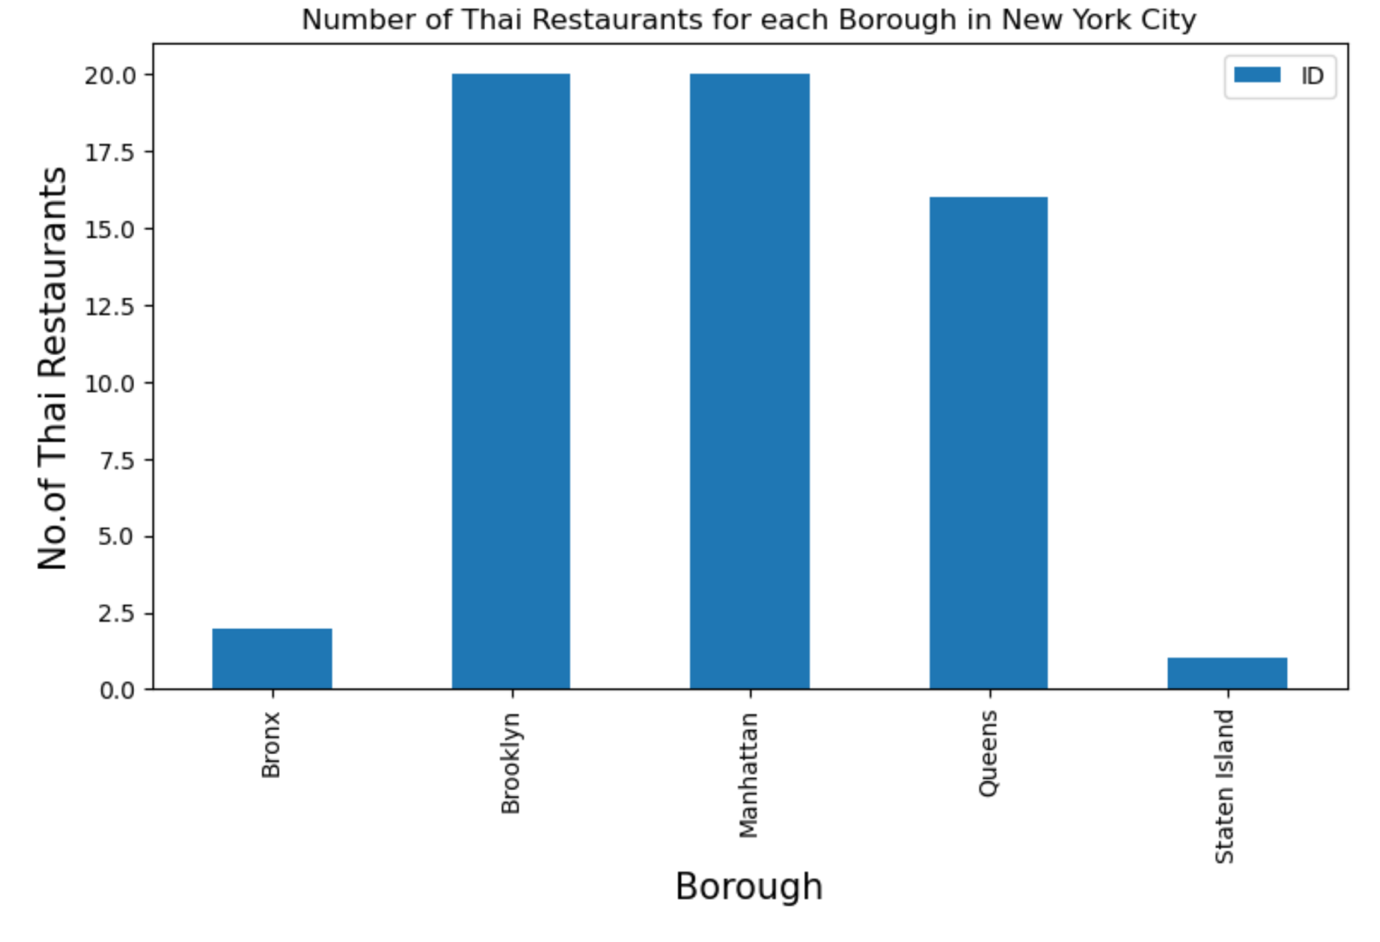 Number of Thai Restaurants for each Borough in New York City
ID
No.of Thai Restaurants
20.0
17.5
15.0
12.5
10.0
7.5
5.0
2.5
0.0
Bronx
Brooklyn
Manhattan
Queens
Staten Island
Borough